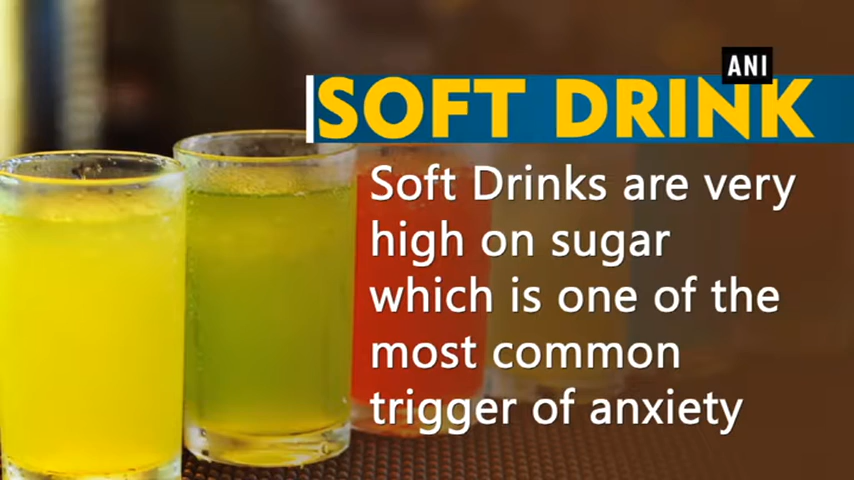 ANI
SOFT DRINK
Soft Drinks are very
high on sugar
which is one of the
most common
trigger of anxiety